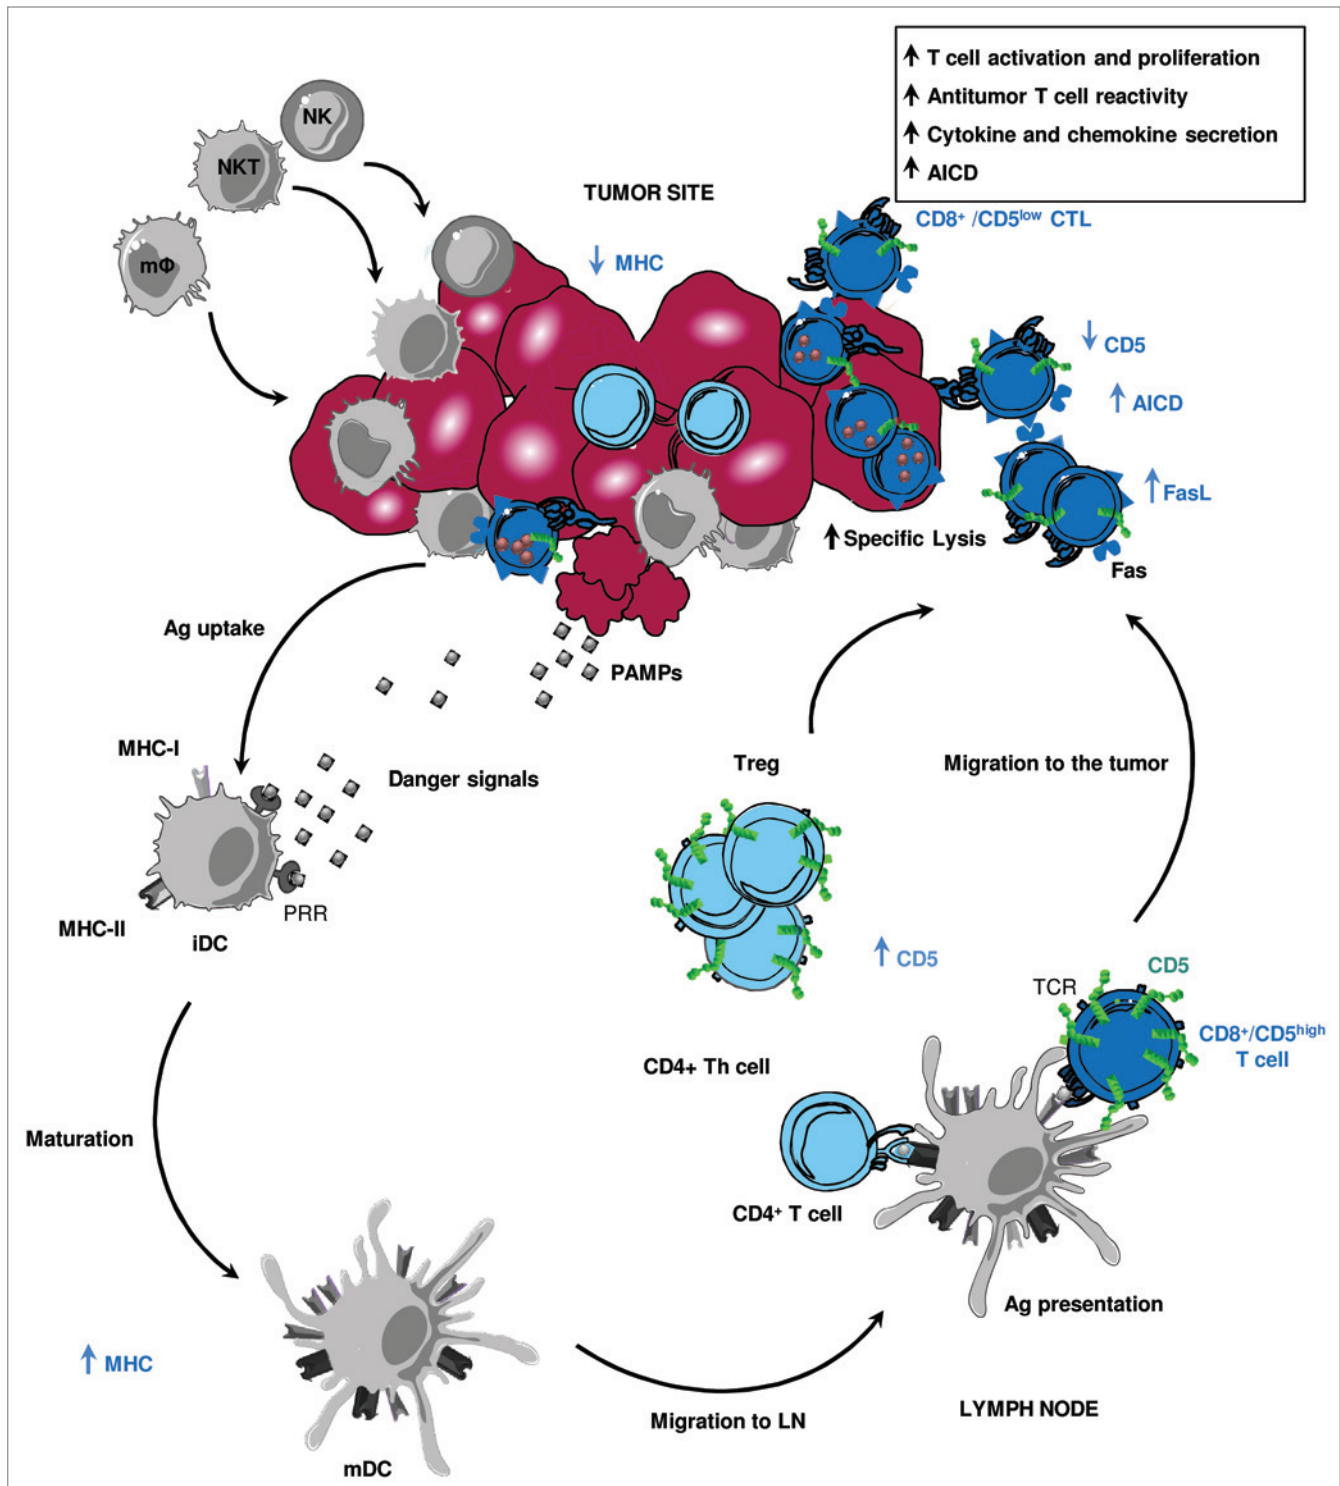 ↑ T cell activation and proliferation
↑ Antitumor T cell reactivity
↑ Cytokine and chemokine secretion
↑ AICD
NK
NKT
mΦ
TUMOR SITE
CD8⁺ /CD5ˡᵒʷ CTL
↓ MHC
↓ CD5
↑ AICD
↑ FasL
↑ Specific Lysis
Fas
Ag uptake
PAMPs
MHC-I
Danger signals
Treg
Migration to the tumor
PRR
MHC-II
iDC
↑ CD5
TCR
CD5
CD8⁺/CD5ʰⁱᵍʰ
T cell
CD4+ Th cell
Maturation
CD4⁺ T cell
Ag presentation
↑ MHC
Migration to LN
LYMPH NODE
mDC